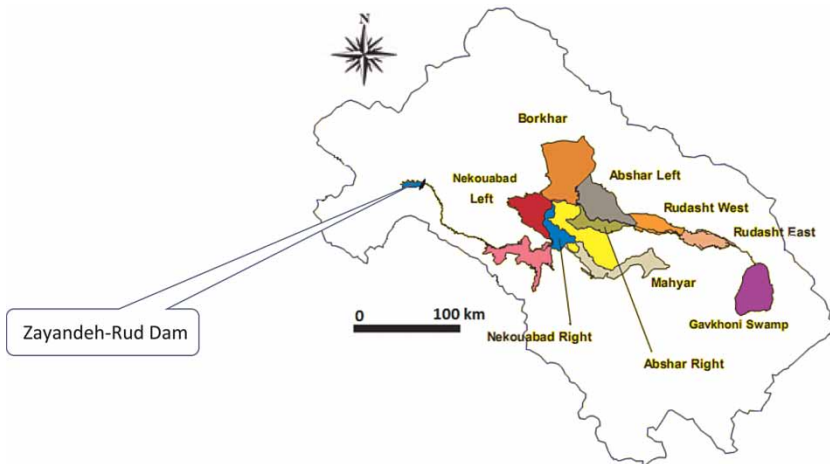 N
Borkhar
Abshar Left
Nekouabad
Left
Rudasht West
Rudasht East
Mahyar
0 100 km
Zayandeh-Rud Dam
Nekouabad Right
Gavkhoni Swamp
Abshar Right